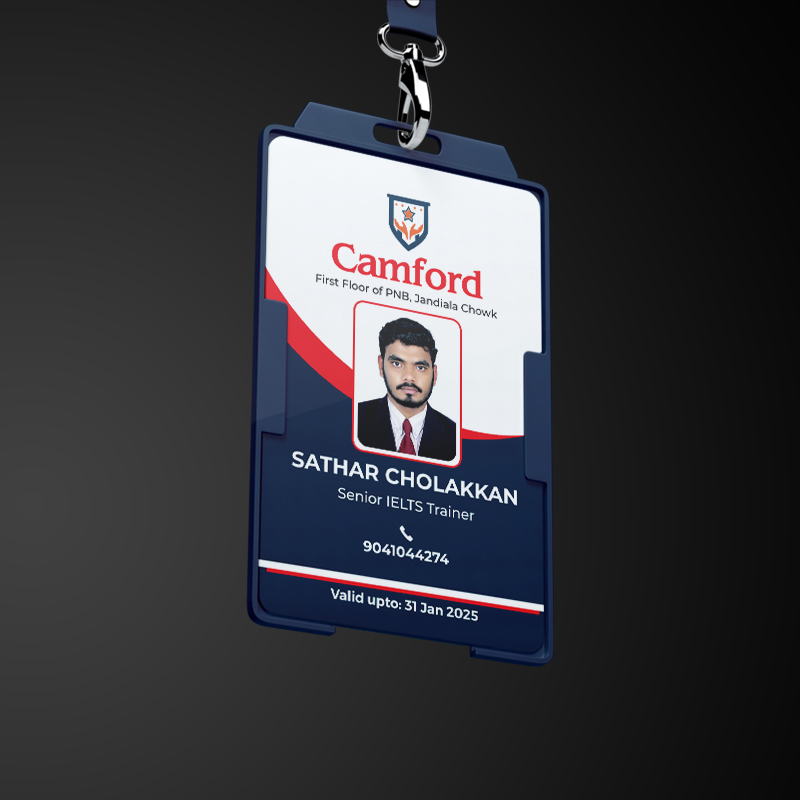 Camford
First Floor of PNB, Jandiala Chowk
SATHAR CHOLAKKAN
Senior IELTS Trainer
9041044274
Valid upto: 31 Jan 2025